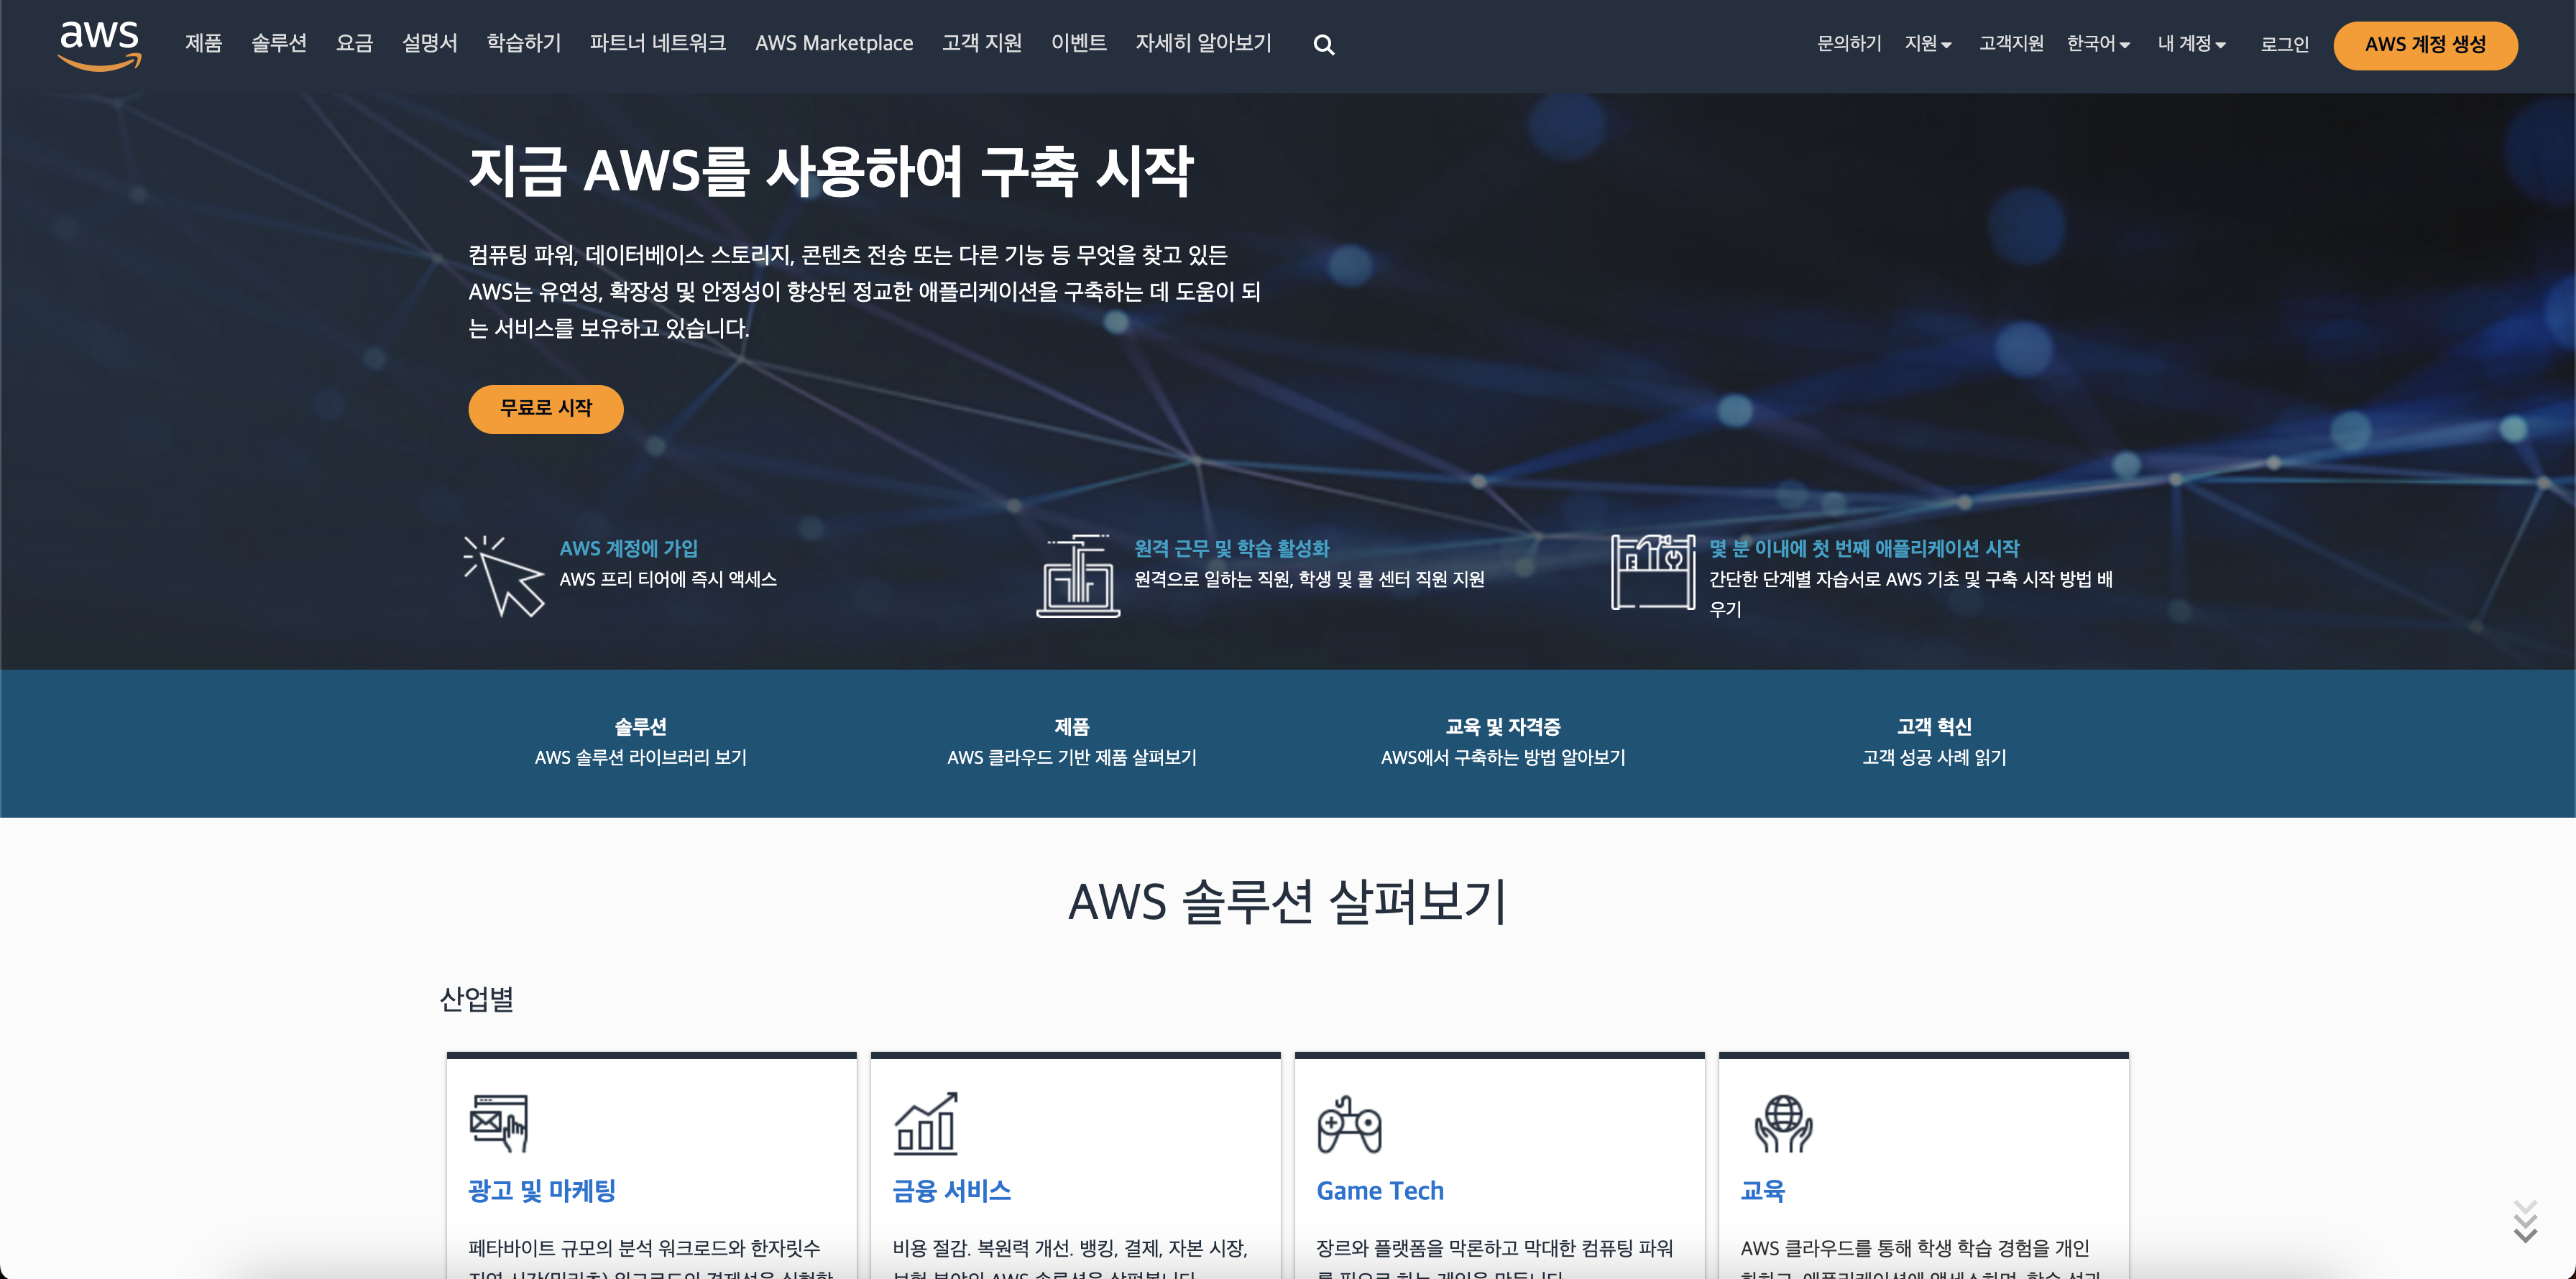 aws
제품 솔루션 요금 설명서 학습하기 파트너 네트워크 AWS Marketplace 고객 지원 이벤트 자세히 알아보기
문의하기 지원 고객지원 한국어 내 계정 로그인 AWS 계정 생성
지금 AWS를 사용하여 구축 시작
컴퓨팅 파워, 데이터베이스 스토리지, 콘텐츠 전송 또는 다른 기능 등 무엇을 찾고 있든
AWS는 유연성, 확장성 및 안정성이 향상된 정교한 애플리케이션을 구축하는 데 도움이 되
는 서비스를 보유하고 있습니다.
무료로 시작
AWS 계정에 가입
AWS 프리 티어에 즉시 액세스
원격 근무 및 학습 활성화
원격으로 일하는 직원, 학생 및 콜 센터 직원 지원
몇 분 이내에 첫 번째 애플리케이션 시작
간단한 단계별 자습서로 AWS 기초 및 구축 시작 방법 배
우기
솔루션
AWS 솔루션 라이브러리 보기
제품
AWS 클라우드 기반 제품 살펴보기
교육 및 자격증
AWS에서 구축하는 방법 알아보기
고객 혁신
고객 성공 사례 읽기
AWS 솔루션 살펴보기
산업별
광고 및 마케팅
페타바이트 규모의 분석 워크로드와 한자릿수
금융 서비스
비용 절감. 복원력 개선. 뱅킹, 결제, 자본 시장,
Game Tech
장르와 플랫폼을 막론하고 막대한 컴퓨팅 파워
교육
AWS 클라우드를 통해 학생 학습 경험을 개인